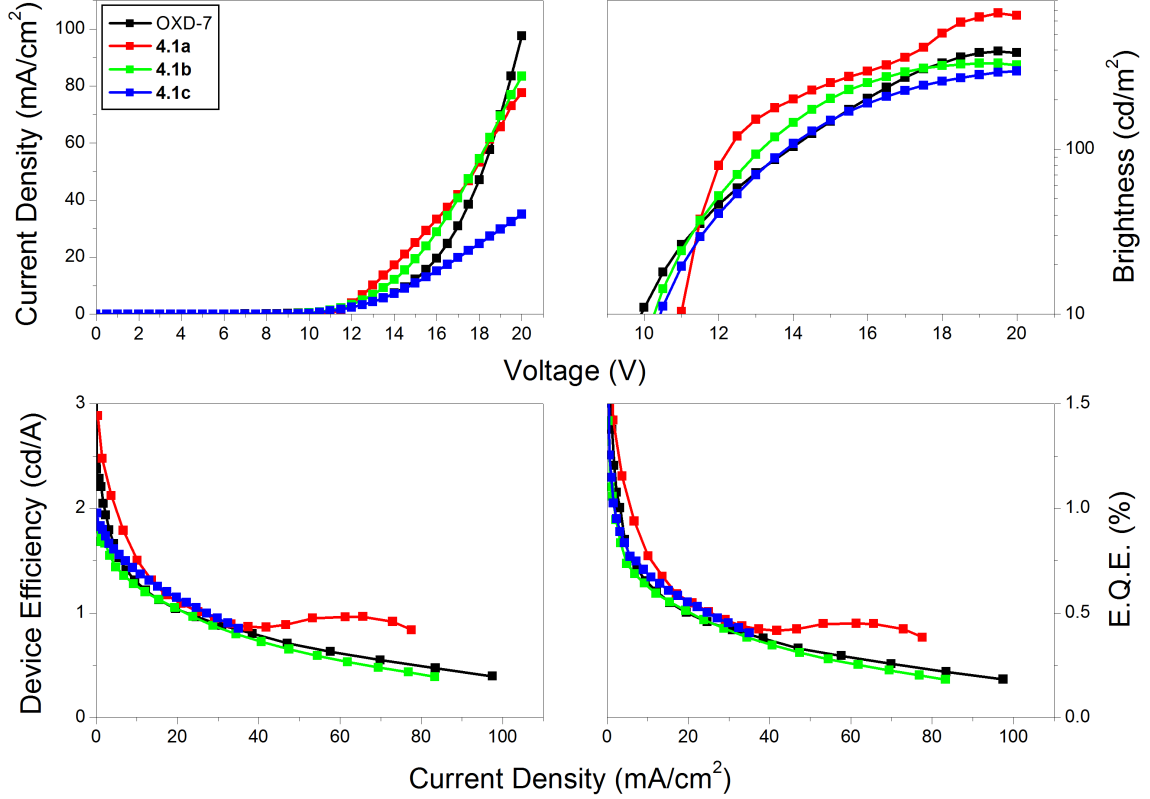 Current Density (mA/cm²)
100
80
60
40
20
0
OXD-7
4.1a
4.1b
4.1c
0 2 4 6 8 10 12 14 16 18 20
100
10
Brightness (cd/m²)
10 12 14 16 18 20
Voltage (V)
Device Efficiency (cd/A)
3
2
1
0
0 20 40 60 80 100
1.5
1.0
0.5
0.0
E.Q.E. (%)
0 20 40 60 80 100
Current Density (mA/cm²)